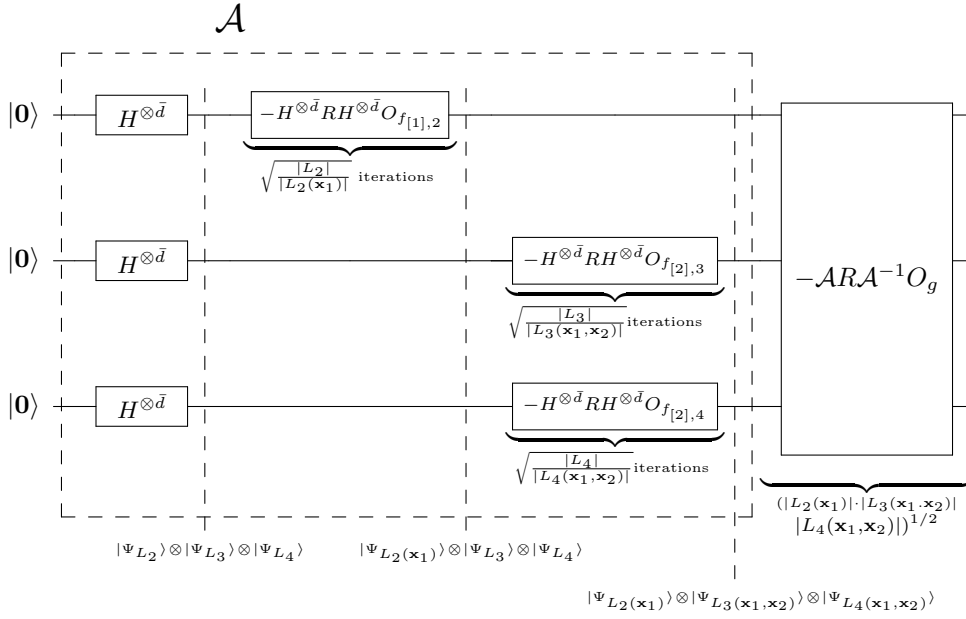 𝒜
|𝟎⟩ H^{⊗d̄} −H^{⊗d̄}RH^{⊗d̄}O_{f_{[1],2}}
√(|L_2|/|L_2(𝐱_1)|) iterations
|𝟎⟩ H^{⊗d̄} −H^{⊗d̄}RH^{⊗d̄}O_{f_{[2],3}} −𝒜R𝒜^{−1}O_g
√(|L_3|/|L_3(𝐱_1,𝐱_2)|) iterations
|𝟎⟩ H^{⊗d̄} −H^{⊗d̄}RH^{⊗d̄}O_{f_{[2],4}}
√(|L_4|/|L_4(𝐱_1,𝐱_2)|) iterations
(|L_2(𝐱_1)|·|L_3(𝐱_1.𝐱_2)|
|L_4(𝐱_1,𝐱_2)|)^{1/2}
|Ψ_{L_2}⟩⊗|Ψ_{L_3}⟩⊗|Ψ_{L_4}⟩ |Ψ_{L_2(𝐱_1)}⟩⊗|Ψ_{L_3}⟩⊗|Ψ_{L_4}⟩
|Ψ_{L_2(𝐱_1)}⟩⊗|Ψ_{L_3(𝐱_1,𝐱_2)}⟩⊗|Ψ_{L_4(𝐱_1,𝐱_2)}⟩